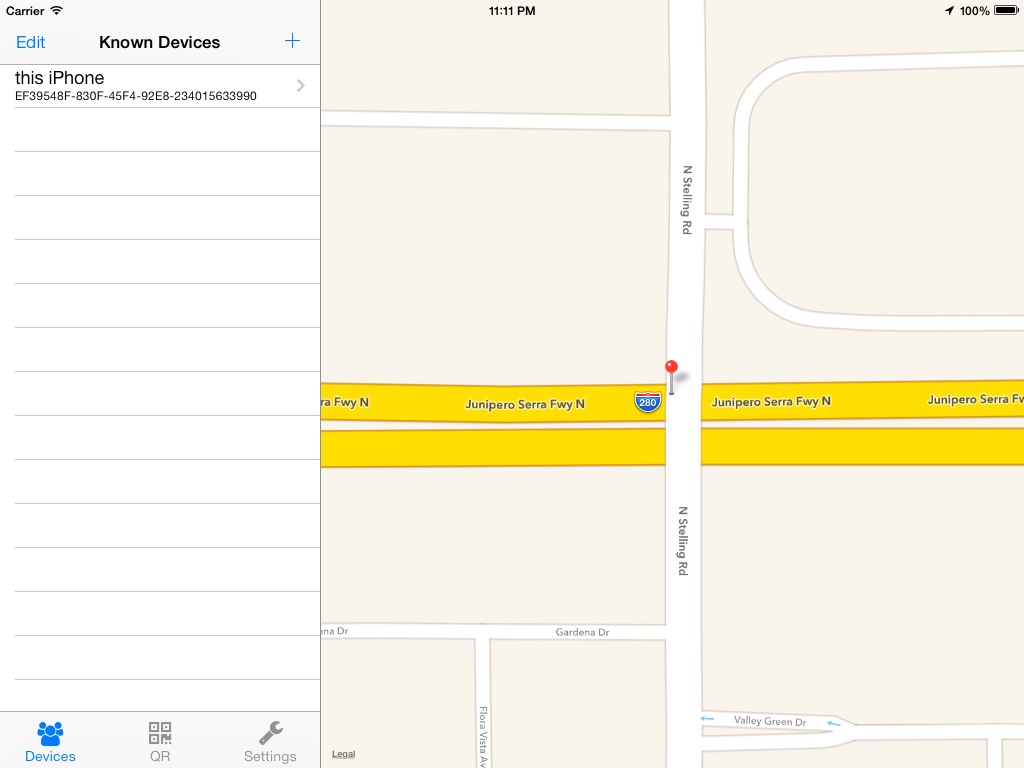 Carrier
11:11 PM
100%
Edit
Known Devices
this iPhone
EF39548F-830F-45F4-92E8-234015633990
N Stelling Rd
ra Fwy N
Junipero Serra Fwy N
280
Junipero Serra Fwy N
Junipero Serra Fw
N Stelling Rd
ena Dr
Gardena Dr
Flora Vista Av
Valley Green Dr
Legal
Devices
QR
Settings